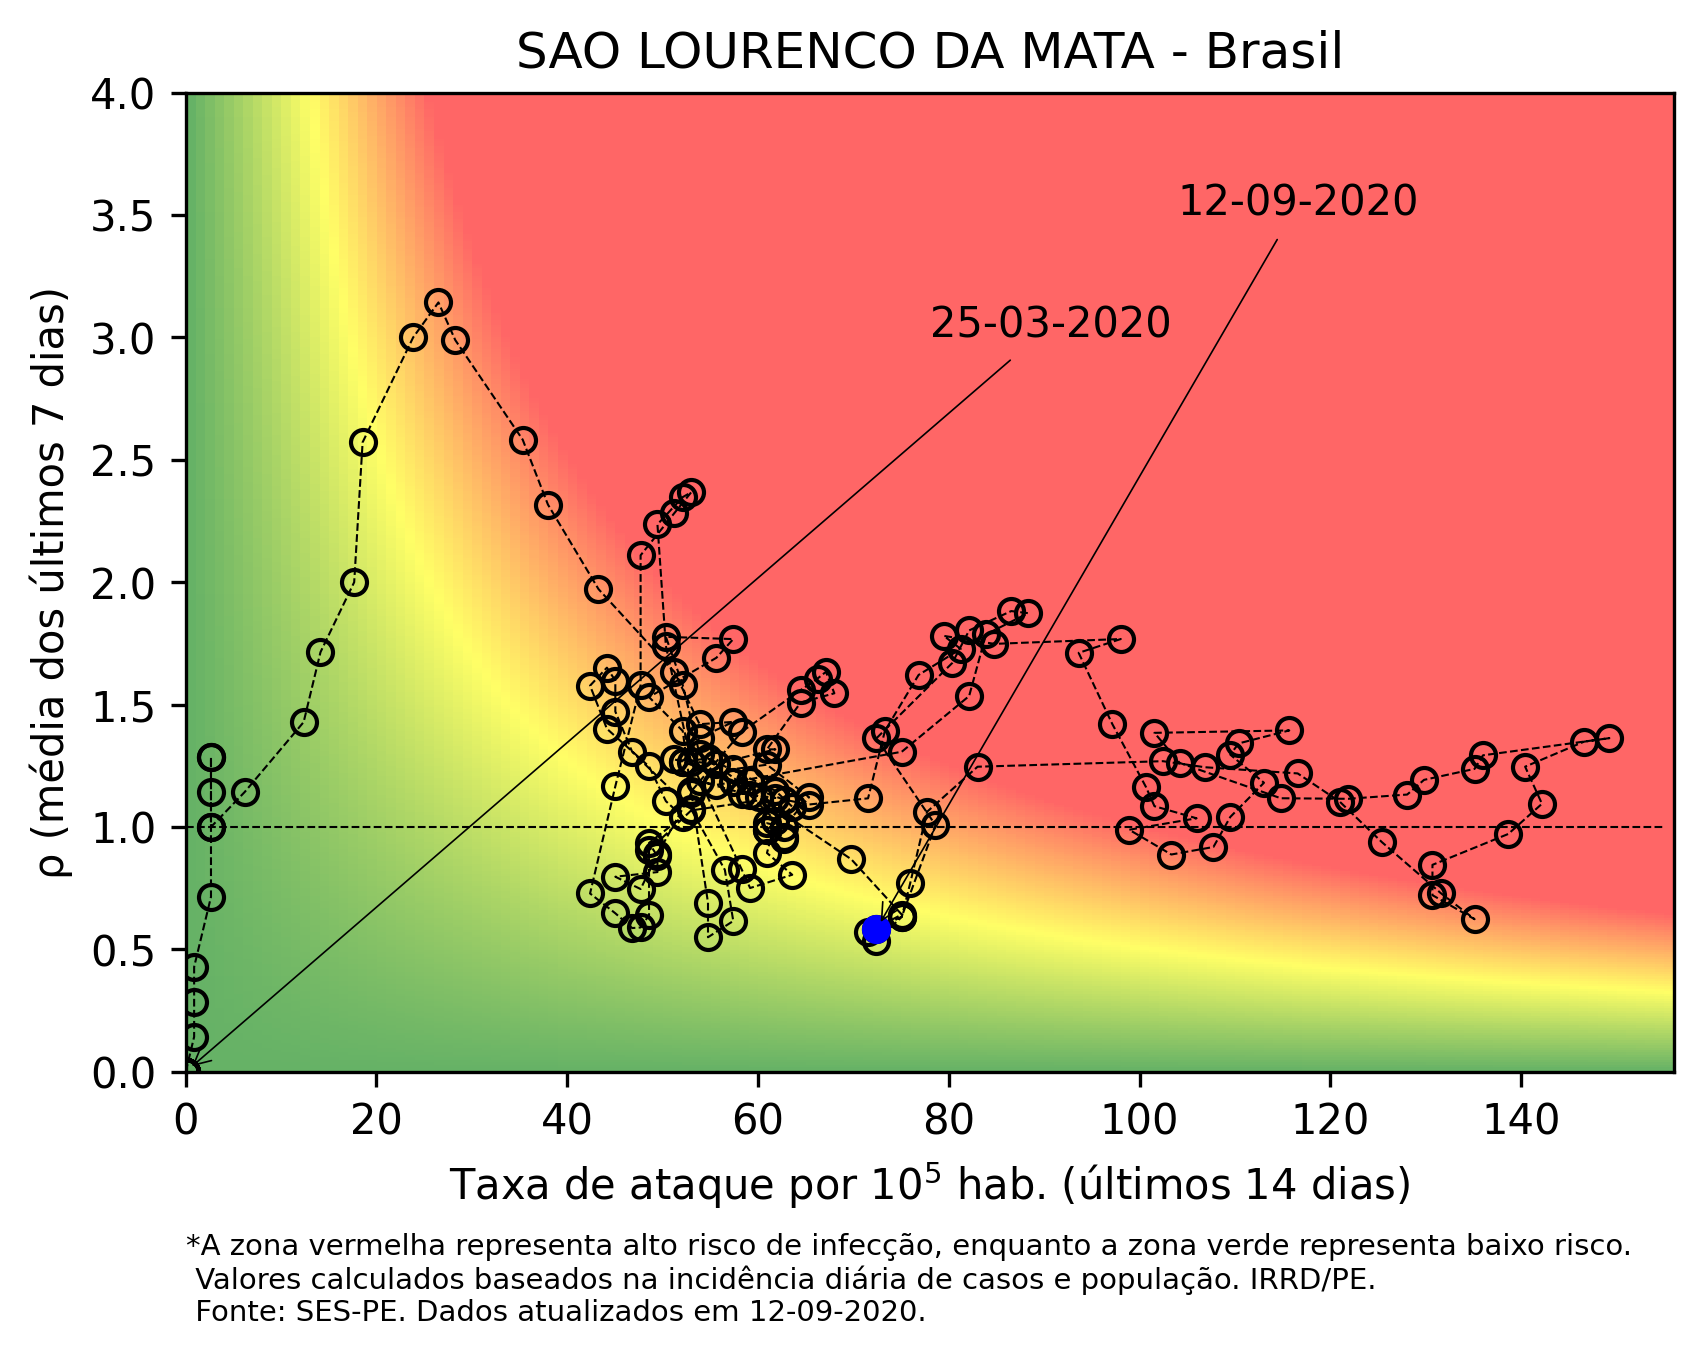 SAO LOURENCO DA MATA - Brasil
4.0
3.5
3.0
2.5
2.0
1.5
1.0
0.5
0.0
ρ (média dos últimos 7 dias)
12-09-2020
25-03-2020
0 20 40 60 80 100 120 140
Taxa de ataque por 10⁵ hab. (últimos 14 dias)
*A zona vermelha representa alto risco de infecção, enquanto a zona verde representa baixo risco.
Valores calculados baseados na incidência diária de casos e população. IRRD/PE.
Fonte: SES-PE. Dados atualizados em 12-09-2020.